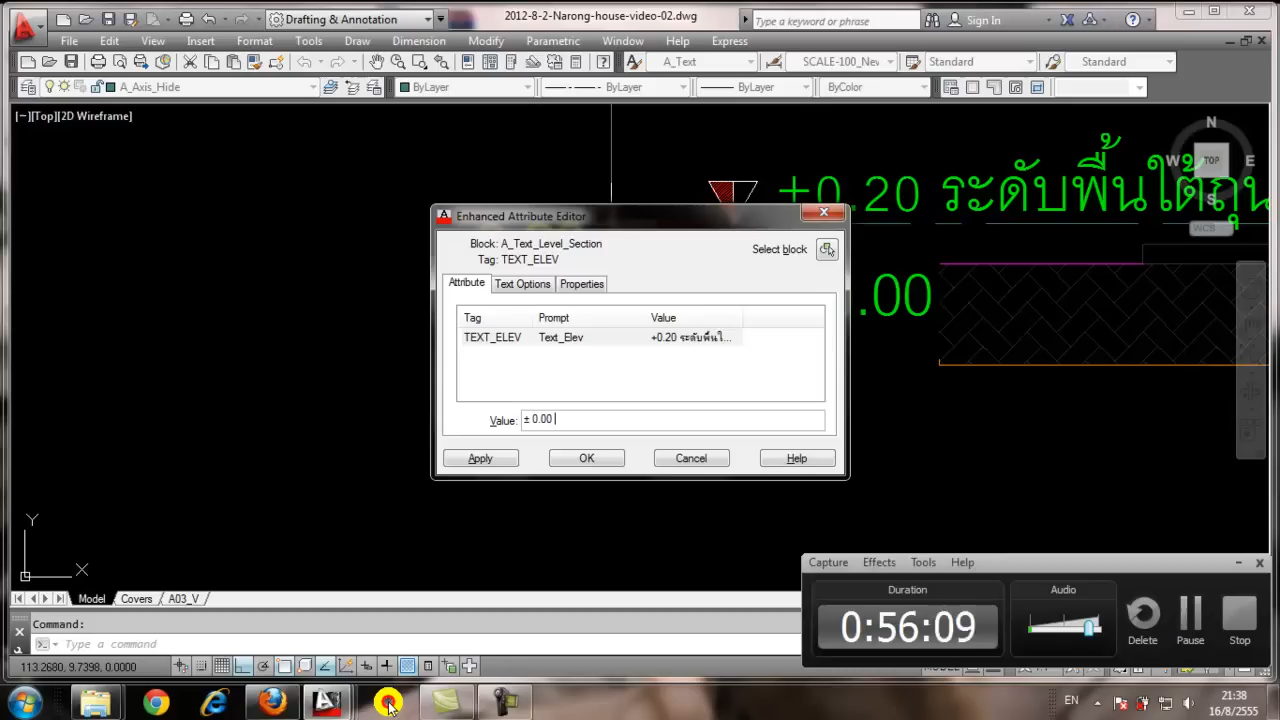 Drafting & Annotation
2012-8-2-Narong-house-video-02.dwg
Type a keyword or phrase
Sign In
File Edit View Insert Format Tools Draw Dimension Modify Parametric Window Help Express
A_Text
SCALE-100_Nev
Standard
Standard
A_Axis_Hide
ByLayer
ByLayer
ByLayer
ByColor
[−][Top][2D Wireframe]
N
W TOP E
S
WCS
+0.20 ระดับพื้นใต้ถุน
.00
Enhanced Attribute Editor
Block: A_Text_Level_Section
Tag: TEXT_ELEV
Select block
Attribute Text Options Properties
Tag Prompt Value
TEXT_ELEV Text_Elev +0.20 ระดับพื้นใ...
Value: ± 0.00
Apply OK Cancel Help
Y
X
Model Covers A03_V
Command:
Type a command
113.2680, 9.7398, 0.0000
Capture Effects Tools Help
Duration
0:56:09
Audio
Delete Pause Stop
EN
21:38
16/8/2555